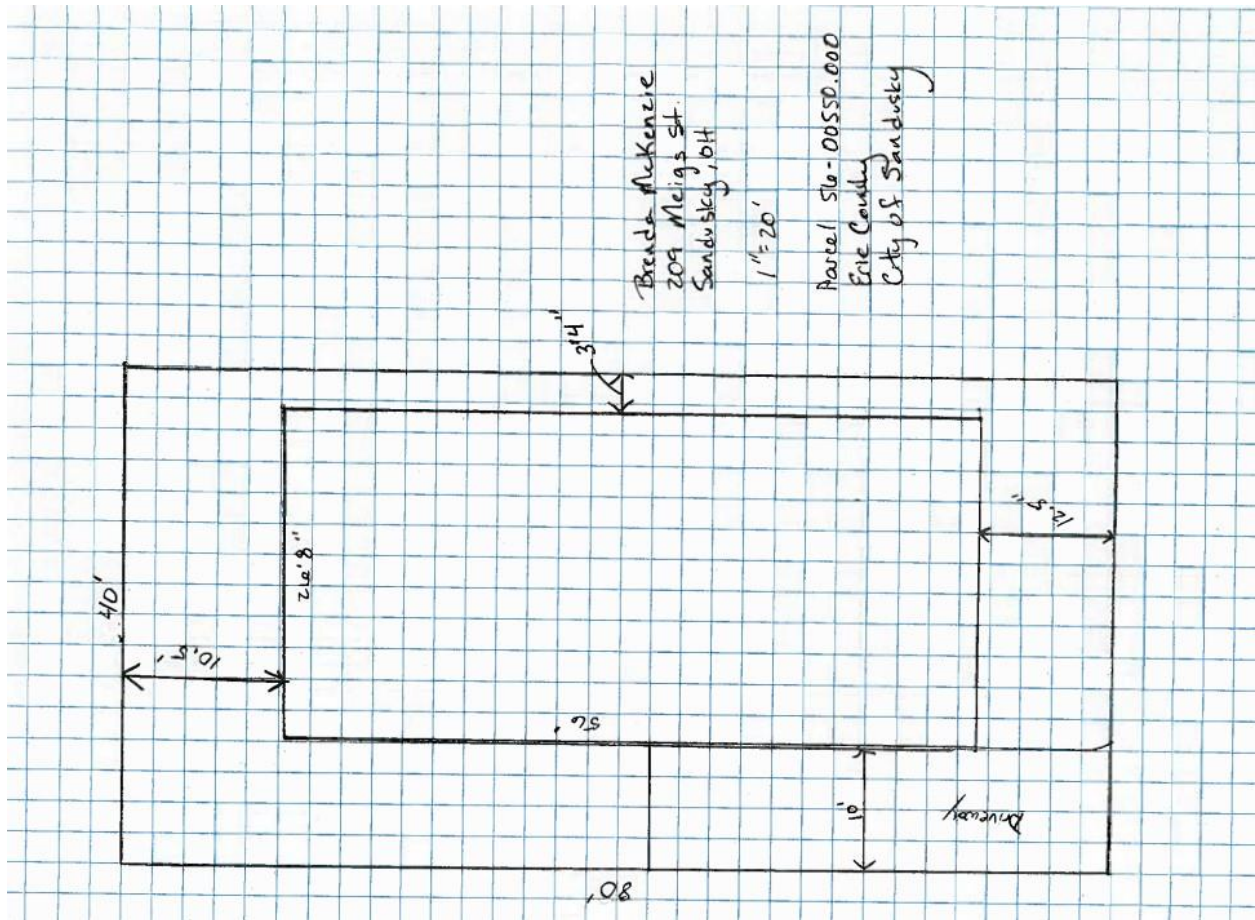 Brenda McKenzie
209 Meigs St.
Sandusky, OH
1"=20'
Parcel 56-00550.000
Erie County
City of Sandusky
40'
10.5'
26'8"
3'4"
56'
12.5"
10'
Driveway
80'